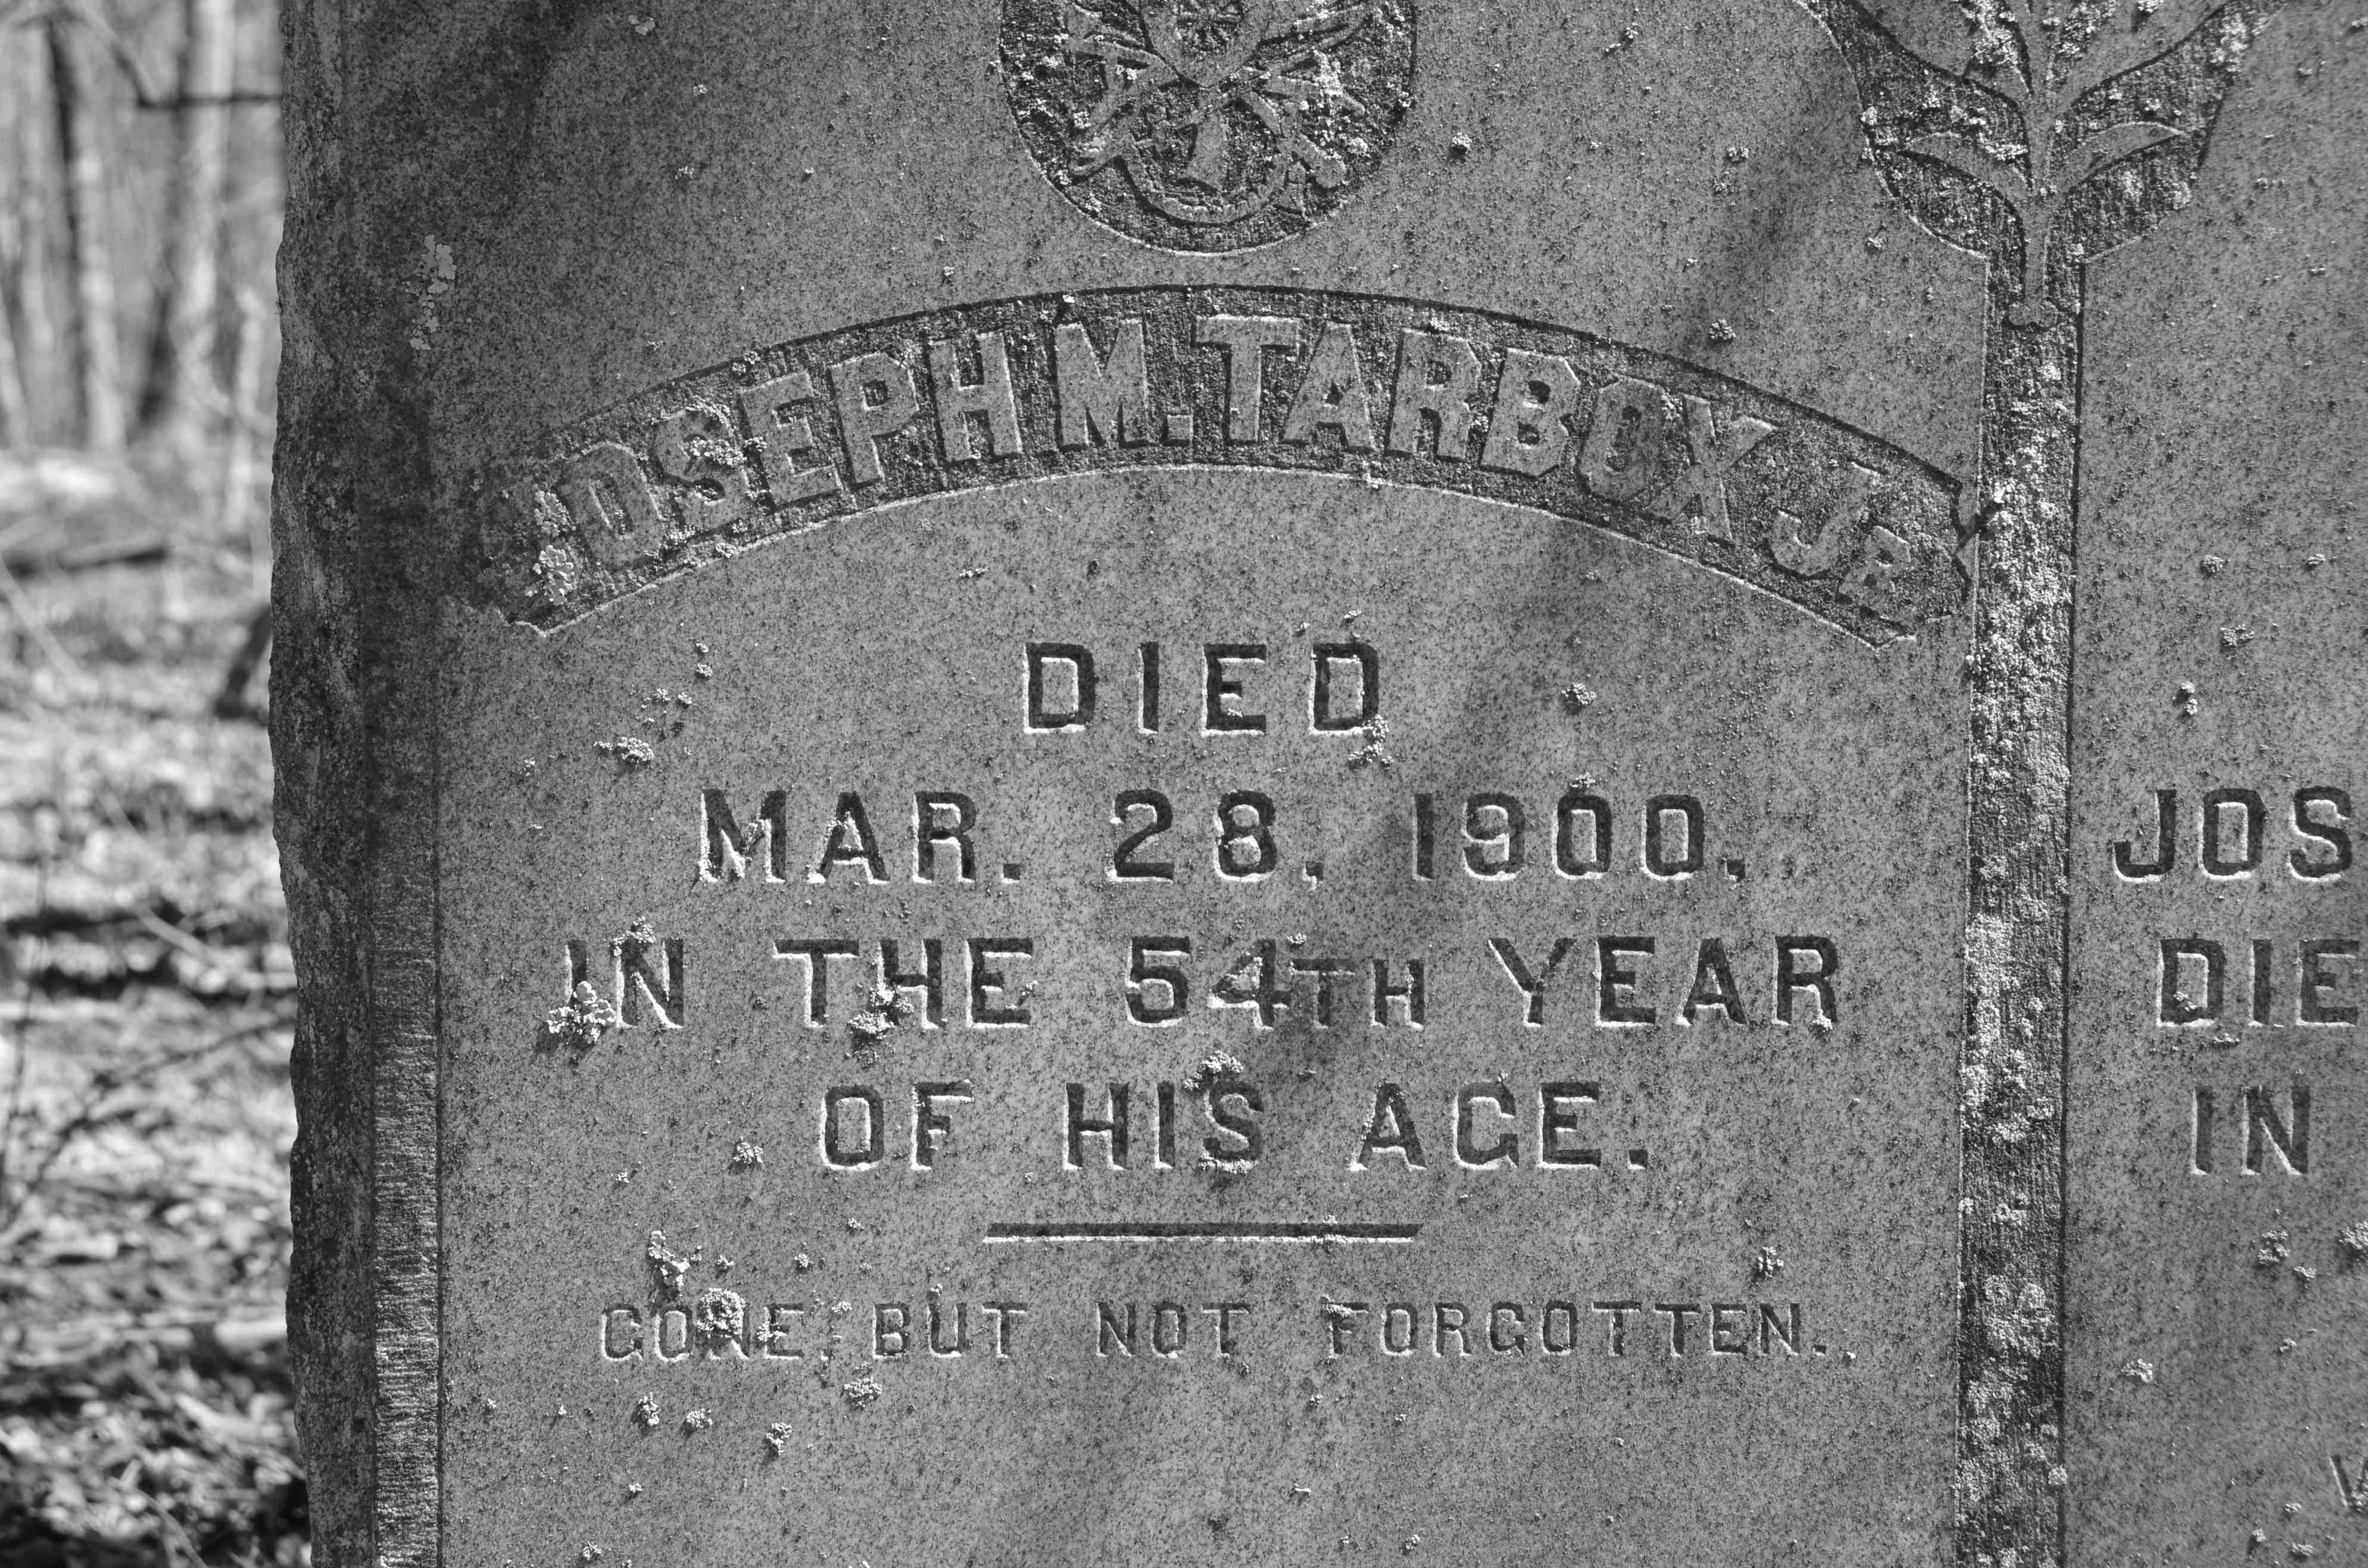 JOSEPH M. TARBOX JR
DIED
MAR. 28, 1900,
IN THE 54TH YEAR
OF HIS AGE.
GONE, BUT NOT FORGOTTEN.
JOS
DIE
IN